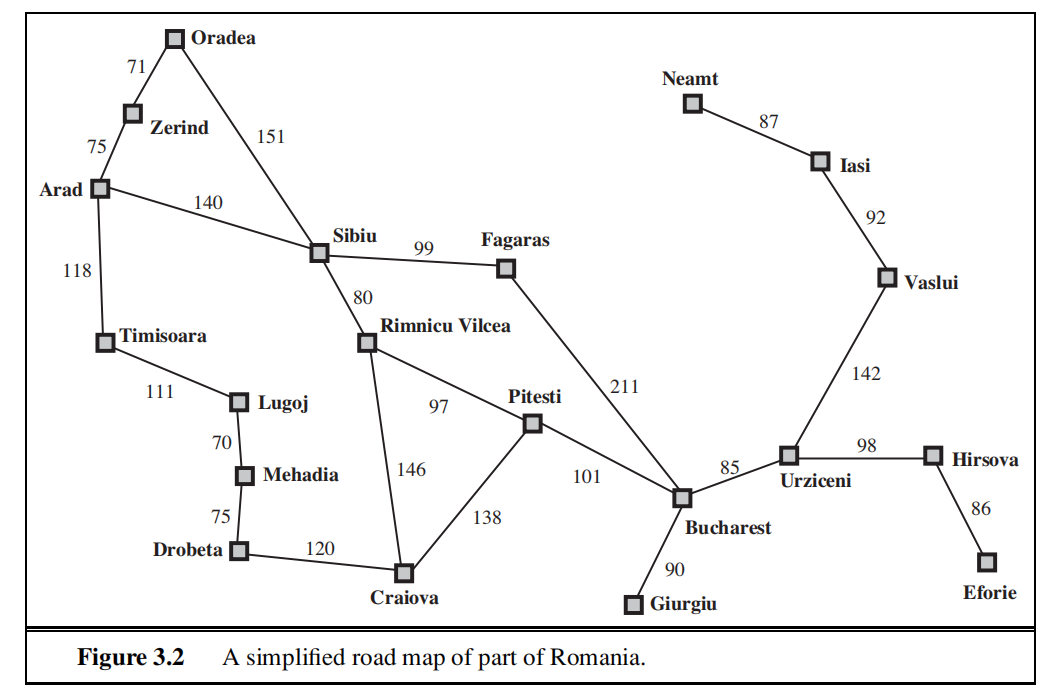 Oradea
71
Neamt
87
Zerind
151
75
Iasi
Arad
140
92
Sibiu
Fagaras
99
118
Vaslui
80
Rimnicu Vilcea
Timisoara
142
111
Lugoj
97
Pitesti
211
70
98
Hirsova
Mehadia
146
101
85
Urziceni
75
138
86
Bucharest
Drobeta
120
90
Craiova
Giurgiu
Eforie
Figure 3.2 A simplified road map of part of Romania.